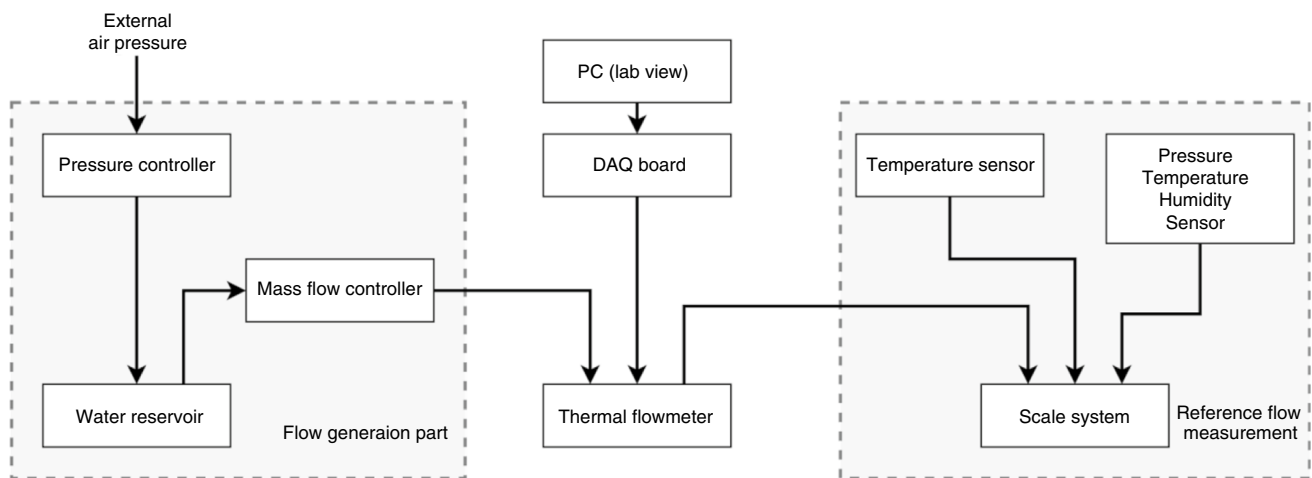 External
air pressure
Pressure controller
Mass flow controller
Water reservoir
Flow generaion part
PC (lab view)
DAQ board
Thermal flowmeter
Temperature sensor
Pressure
Temperature
Humidity
Sensor
Scale system
Reference flow
measurement